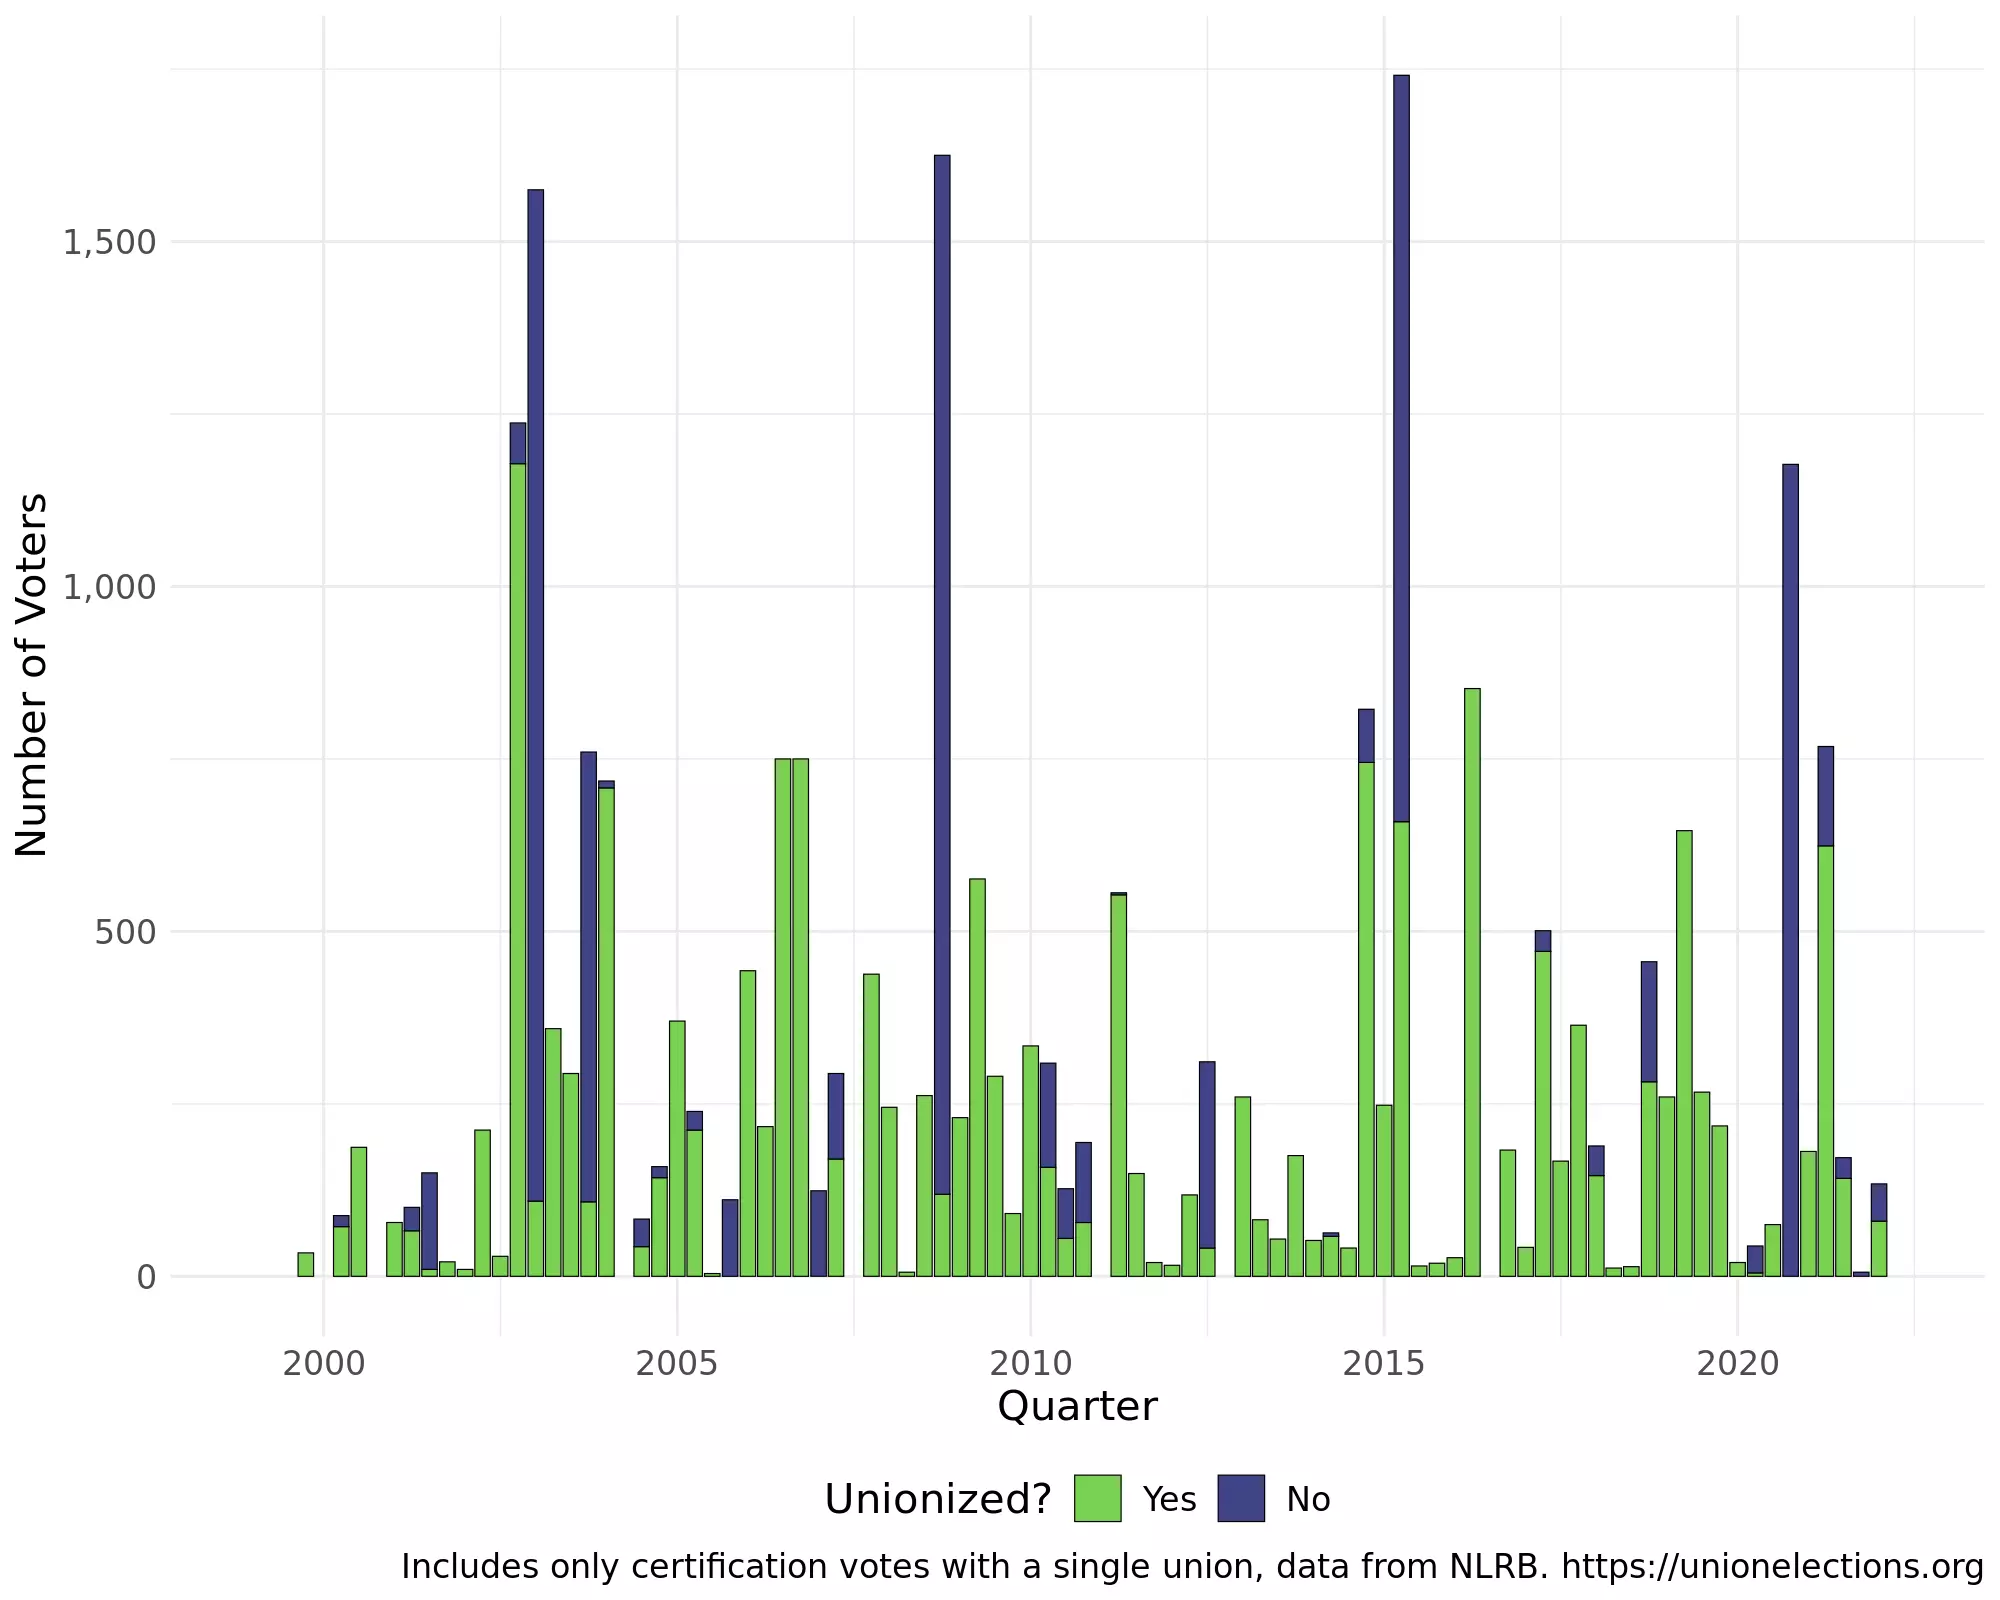 Number of Voters
1,500
1,000
500
0
2000 2005 2010 2015 2020
Quarter
Unionized? Yes No
Includes only certification votes with a single union, data from NLRB. https://unionelections.org